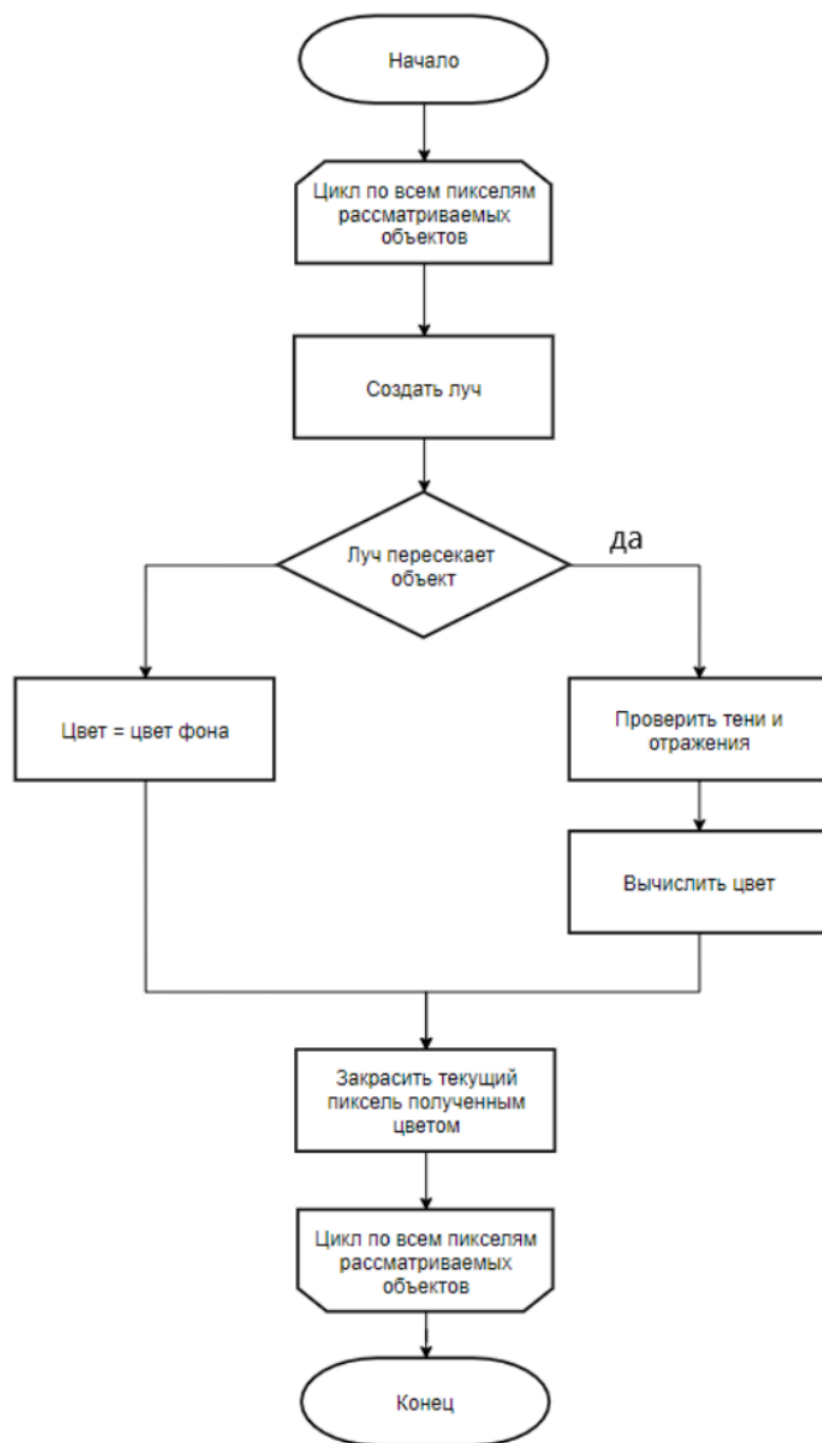 Начало
Цикл по всем пикселям
рассматриваемых
объектов
Создать луч
Луч пересекает
объект
да
Цвет = цвет фона
Проверить тени и
отражения
Вычислить цвет
Закрасить текущий
пиксель полученным
цветом
Цикл по всем пикселям
рассматриваемых
объектов
Конец